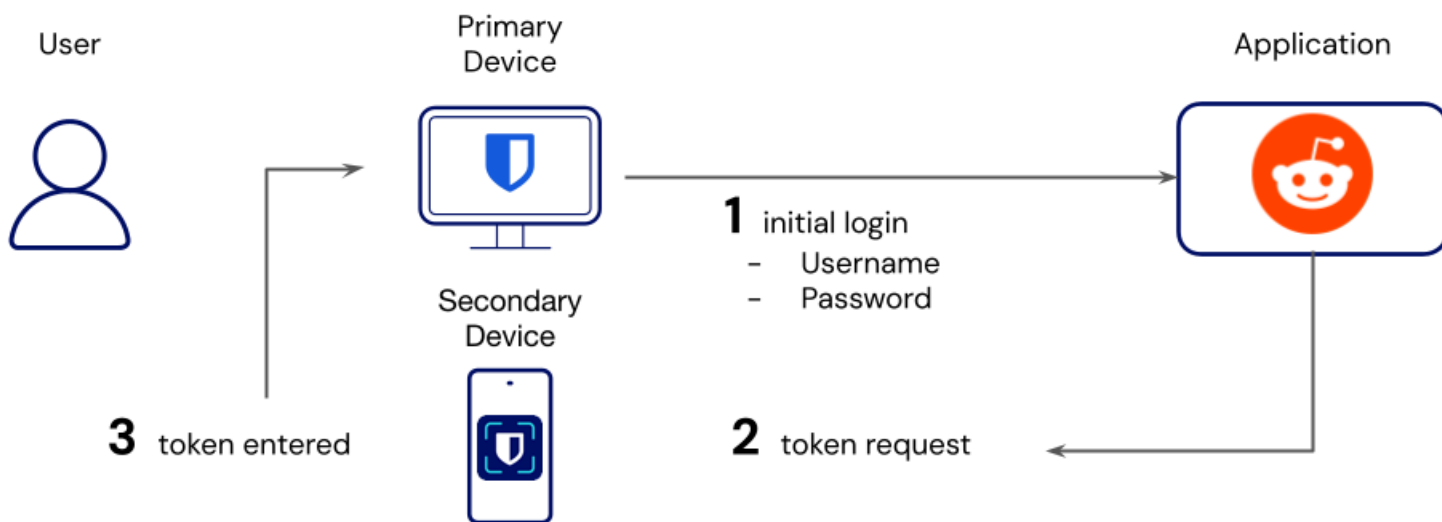 User
Primary
Device
Application
1 initial login
- Username
- Password
Secondary
Device
3 token entered
2 token request